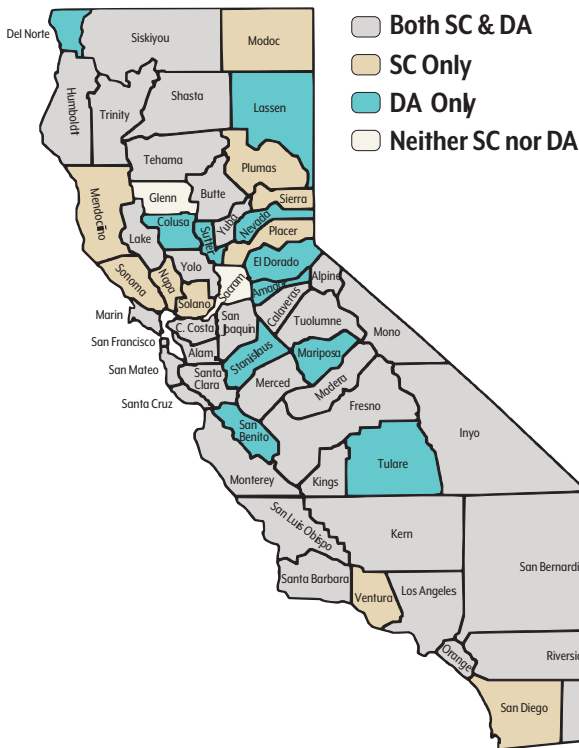 Both SC & DA
SC Only
DA Only
Neither SC nor DA
Del Norte
Siskiyou
Modoc
Humboldt
Trinity
Shasta
Lassen
Tehama
Plumas
Mendocino
Glenn
Butte
Sierra
Colusa
Sutter
Yuba
Nevada
Placer
Lake
Yolo
El Dorado
Sonoma
Napa
Solano
Sacram
Amador
Alpine
Calaveras
Marin
C. Costa
San
Joaquin
Tuolumne
Mono
San Francisco
Alam.
Stanislaus
Mariposa
San Mateo
Santa
Clara
Merced
Madera
Santa Cruz
Fresno
San
Benito
Inyo
Tulare
Monterey
Kings
San Luis Obispo
Kern
San Bernardi
Santa Barbara
Ventura
Los Angeles
Orange
Riversi
San Diego